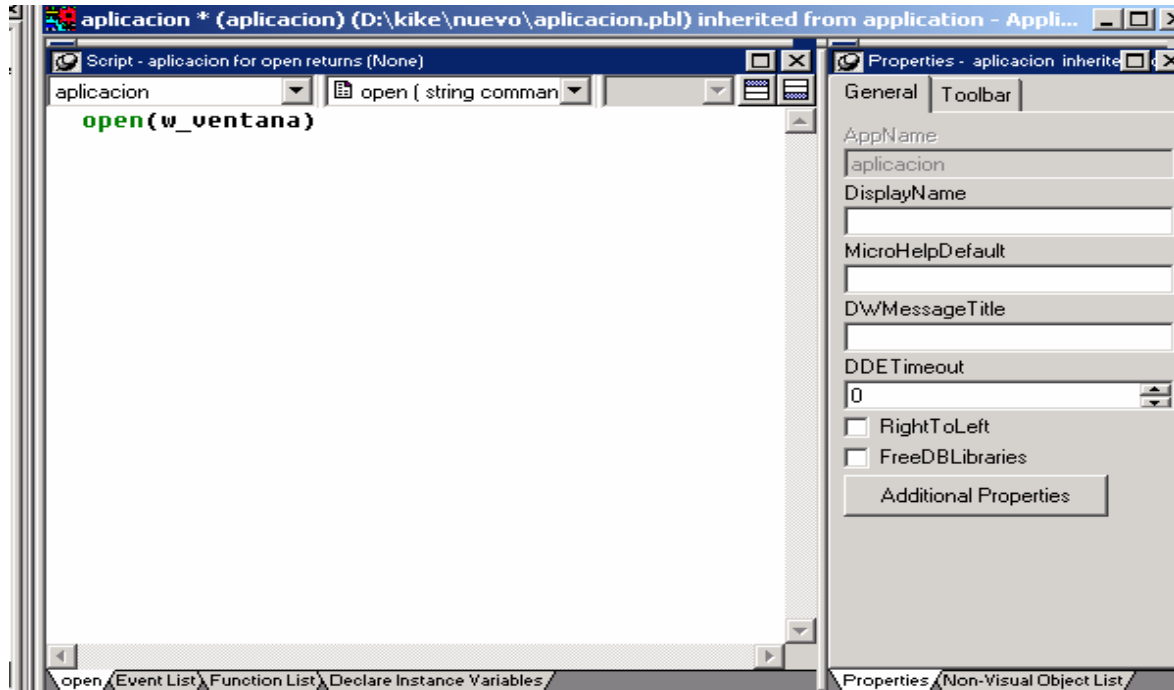 aplicacion * (aplicacion) (D:\kike\nuevo\aplicacion.pbl) inherited from application - Appli...
Script - aplicacion for open returns (None)
aplicacion
open ( string comman
open(w_ventana)
open
Event List
Function List
Declare Instance Variables
Properties - aplicacion inherite
General
Toolbar
AppName
aplicacion
DisplayName
MicroHelpDefault
DWMessageTitle
DDETimeout
0
RightToLeft
FreeDBLibraries
Additional Properties
Properties
Non-Visual Object List